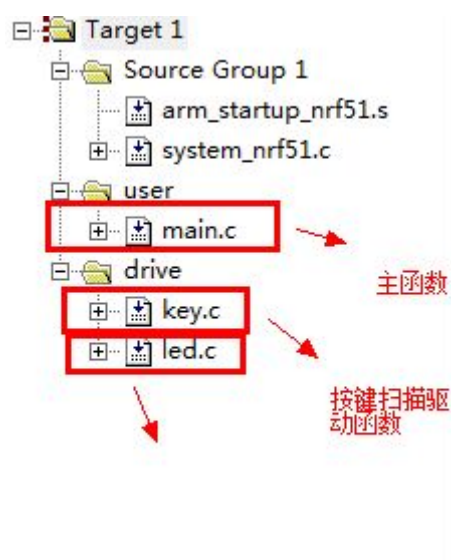 Target 1
Source Group 1
arm_startup_nrf51.s
system_nrf51.c
user
main.c
主函数
drive
key.c
led.c
按键扫描驱
动函数